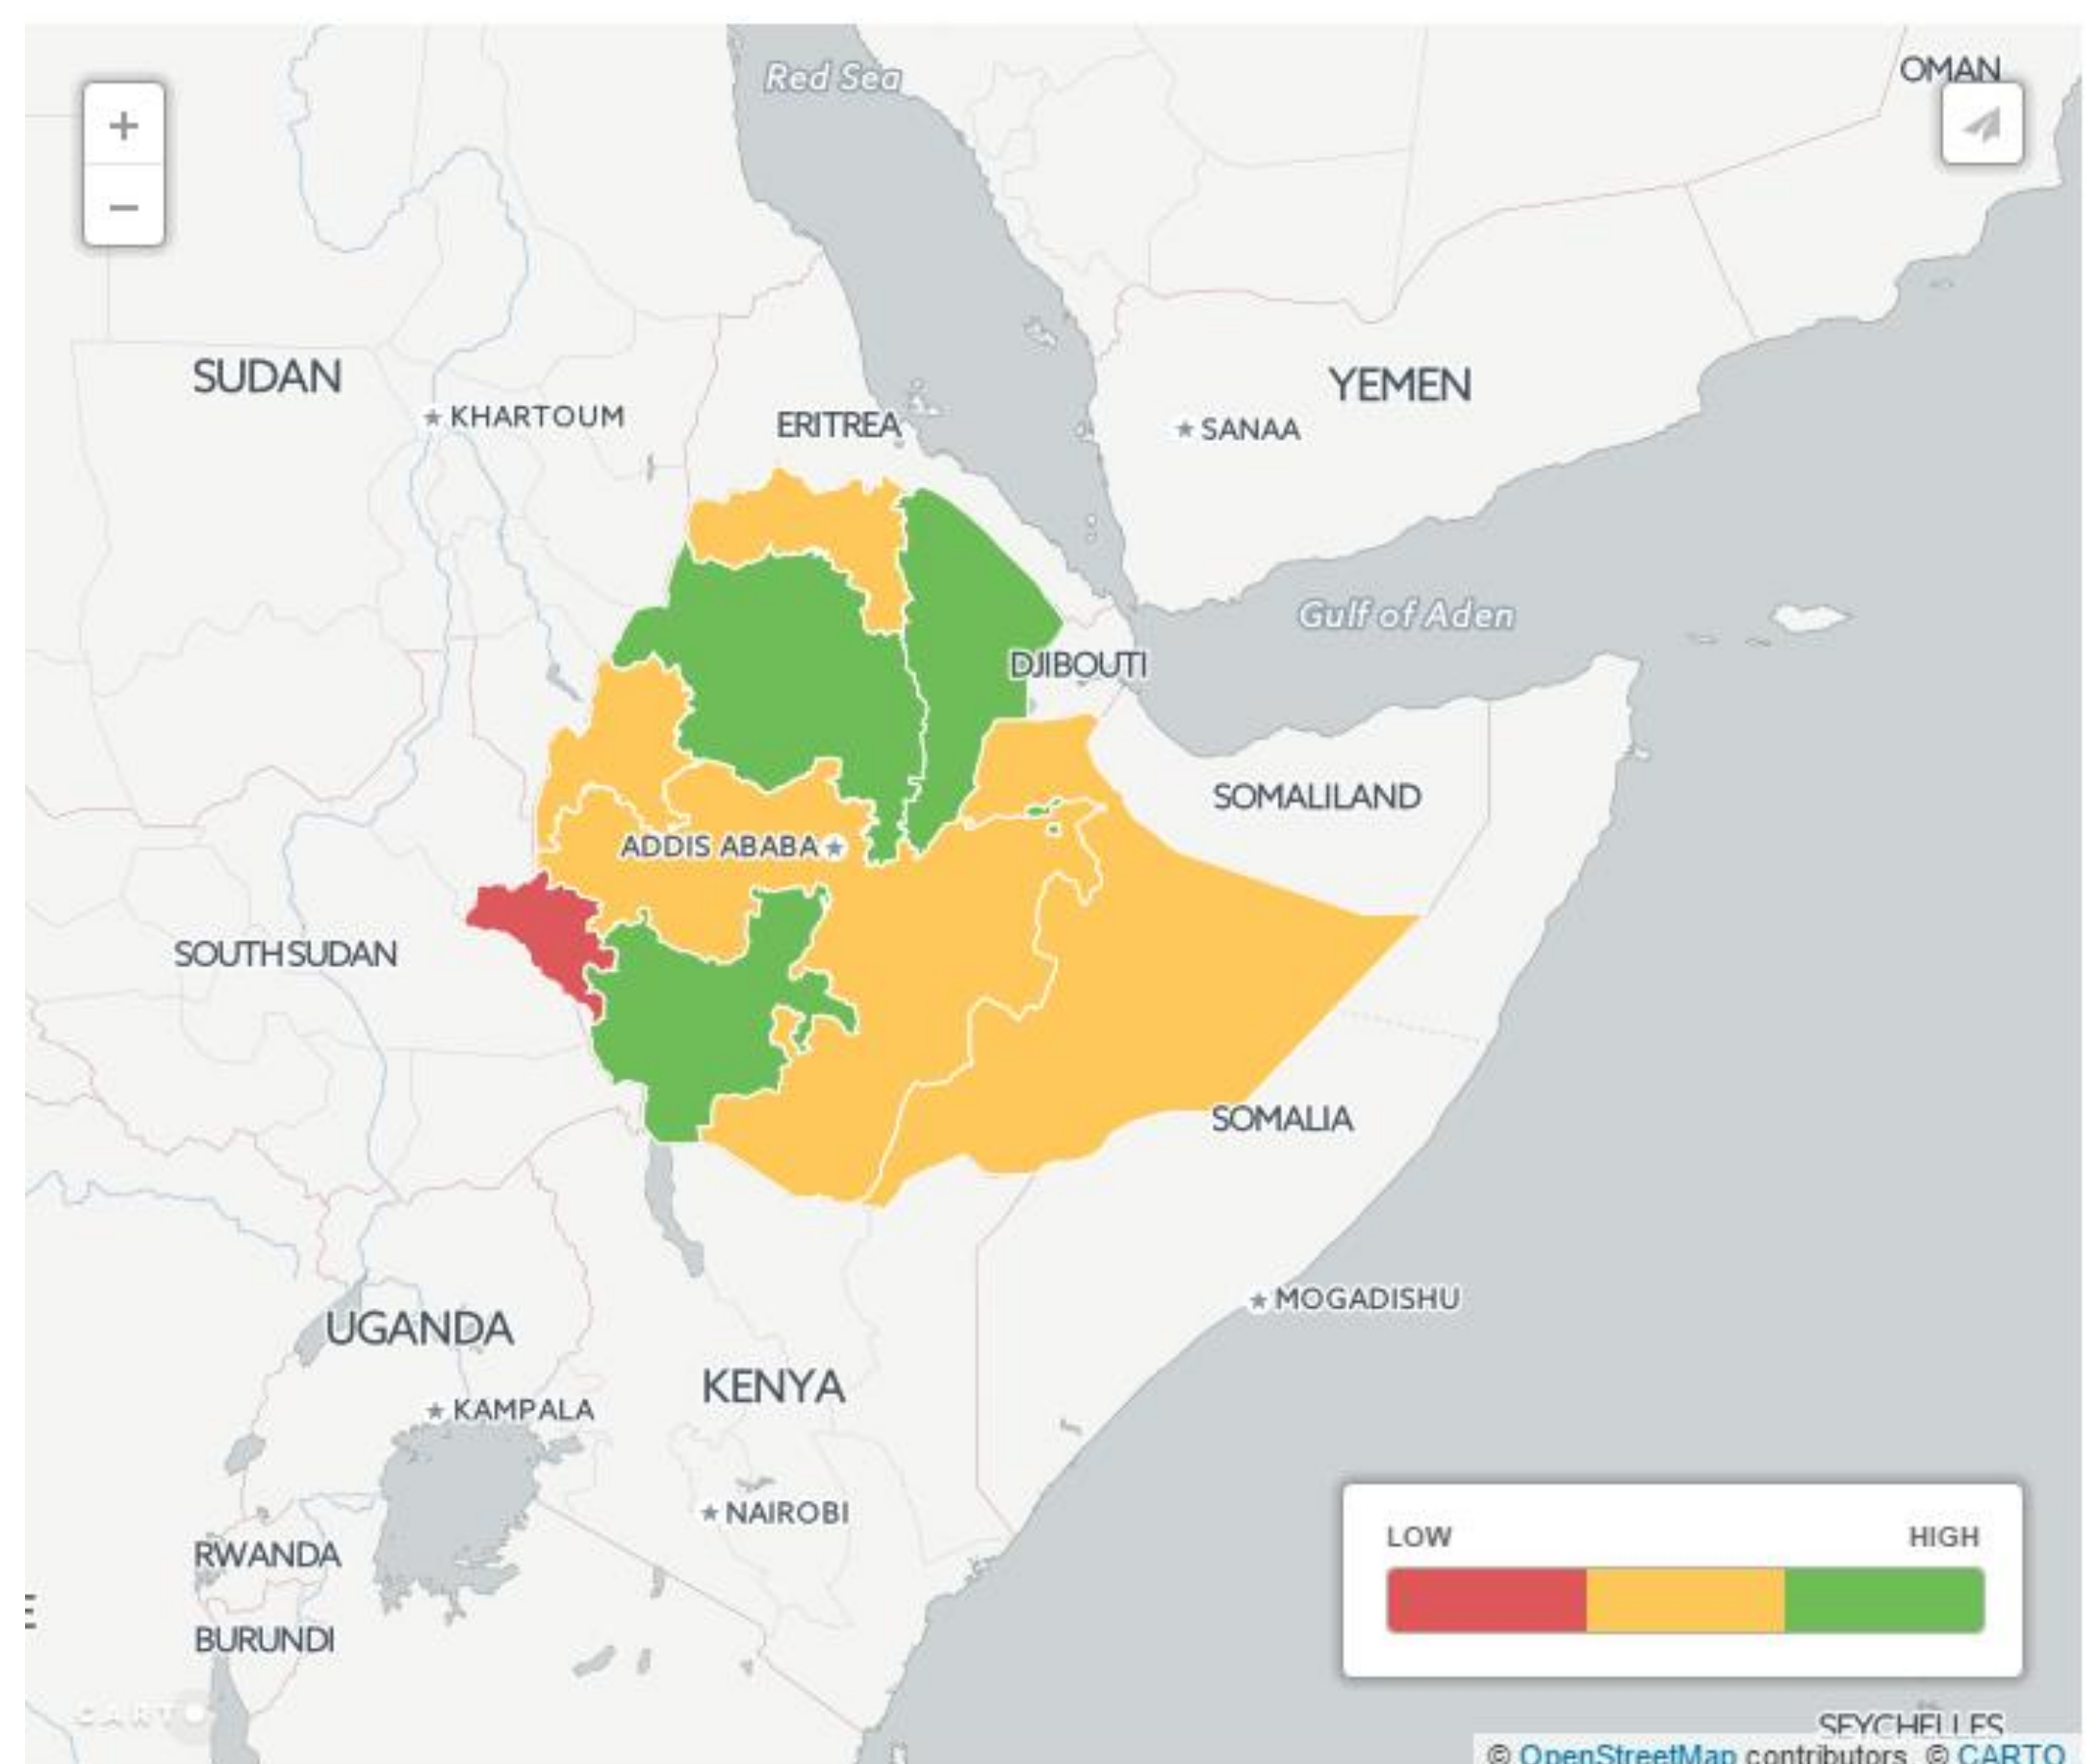 Red Sea
OMAN
+
−
SUDAN
★ KHARTOUM
ERITREA
YEMEN
★ SANAA
Gulf of Aden
DJIBOUTI
SOMALILAND
ADDIS ABABA ★
SOUTH SUDAN
SOMALIA
★ MOGADISHU
UGANDA
KENYA
★ KAMPALA
★ NAIROBI
LOW HIGH
RWANDA
E
BURUNDI
CARTO
SEYCHELLES
© OpenStreetMap contributors, © CARTO